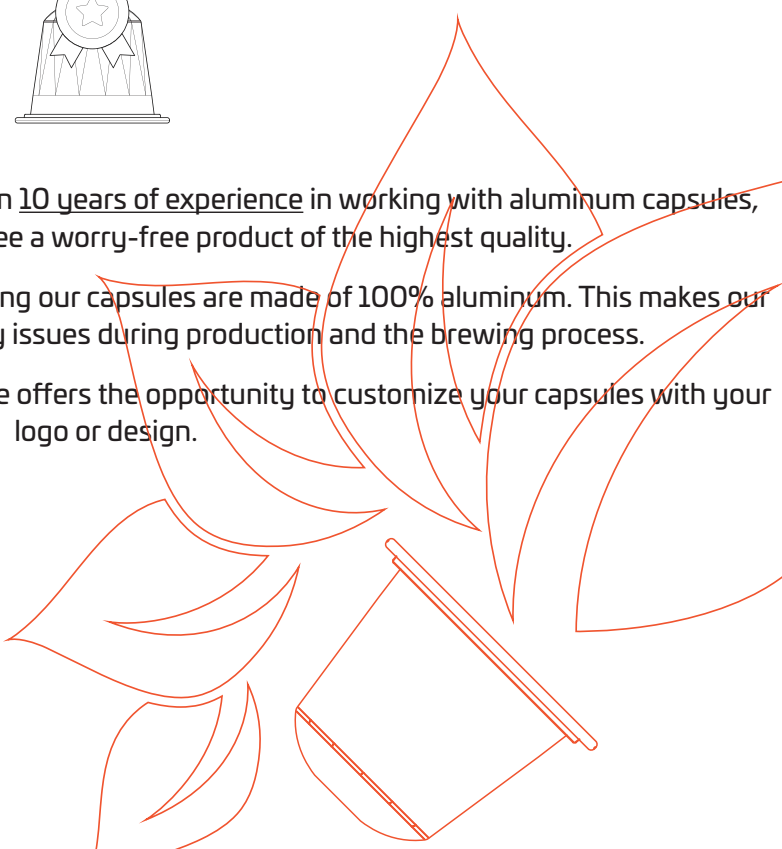 n 10 years of experience in working with aluminum capsules,
ee a worry-free product of the highest quality.
ng our capsules are made of 100% aluminum. This makes our
y issues during production and the brewing process.
e offers the opportunity to customize your capsules with your
logo or design.